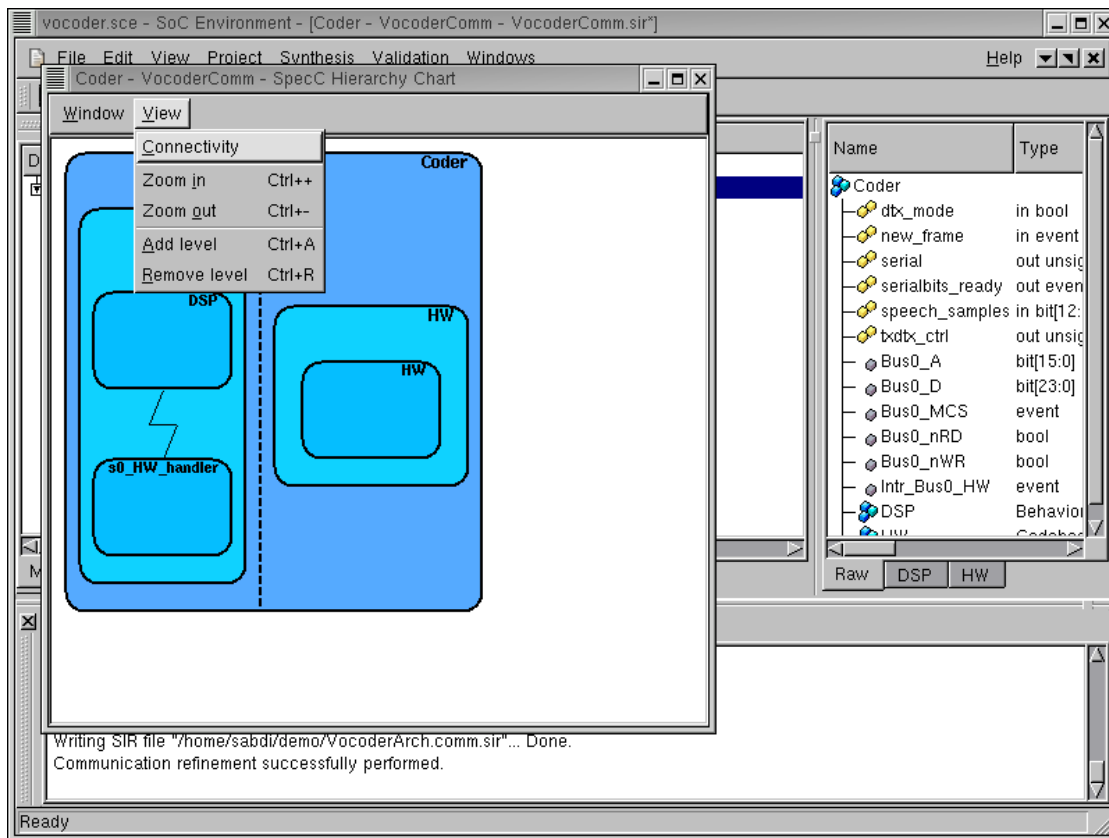 vocoder.sce - SoC Environment - [Coder - VocoderComm - VocoderComm.sir*]
File Edit View Project Synthesis Validation Windows Help
Coder - VocoderComm - SpecC Hierarchy Chart
Window View
Connectivity
Zoom in Ctrl++
Zoom out Ctrl+-
Add level Ctrl+A
Remove level Ctrl+R
Coder
DSP
s0_HW_handler
HW
HW
D
M
Name Type
Coder
dtx_mode in bool
new_frame in event
serial out unsig
serialbits_ready out even
speech_samples in bit[12:
txdtx_ctrl out unsig
Bus0_A bit[15:0]
Bus0_D bit[23:0]
Bus0_MCS event
Bus0_nRD bool
Bus0_nWR bool
Intr_Bus0_HW event
DSP Behavior
Raw DSP HW
Writing SIR file "/home/sabdi/demo/VocoderArch.comm.sir"... Done.
Communication refinement successfully performed.
Ready